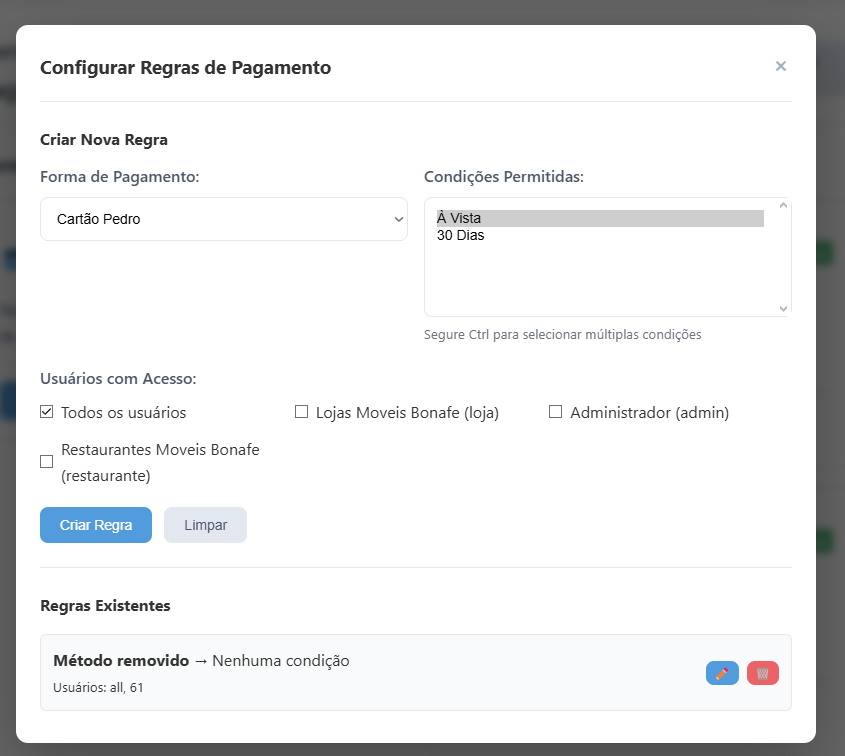 Configurar Regras de Pagamento
×
Criar Nova Regra
Forma de Pagamento:
Condições Permitidas:
Cartão Pedro
À Vista
30 Dias
Segure Ctrl para selecionar múltiplas condições
Usuários com Acesso:
Todos os usuários
Lojas Moveis Bonafe (loja)
Administrador (admin)
Restaurantes Moveis Bonafe
(restaurante)
Criar Regra
Limpar
Regras Existentes
Método removido → Nenhuma condição
Usuários: all, 61